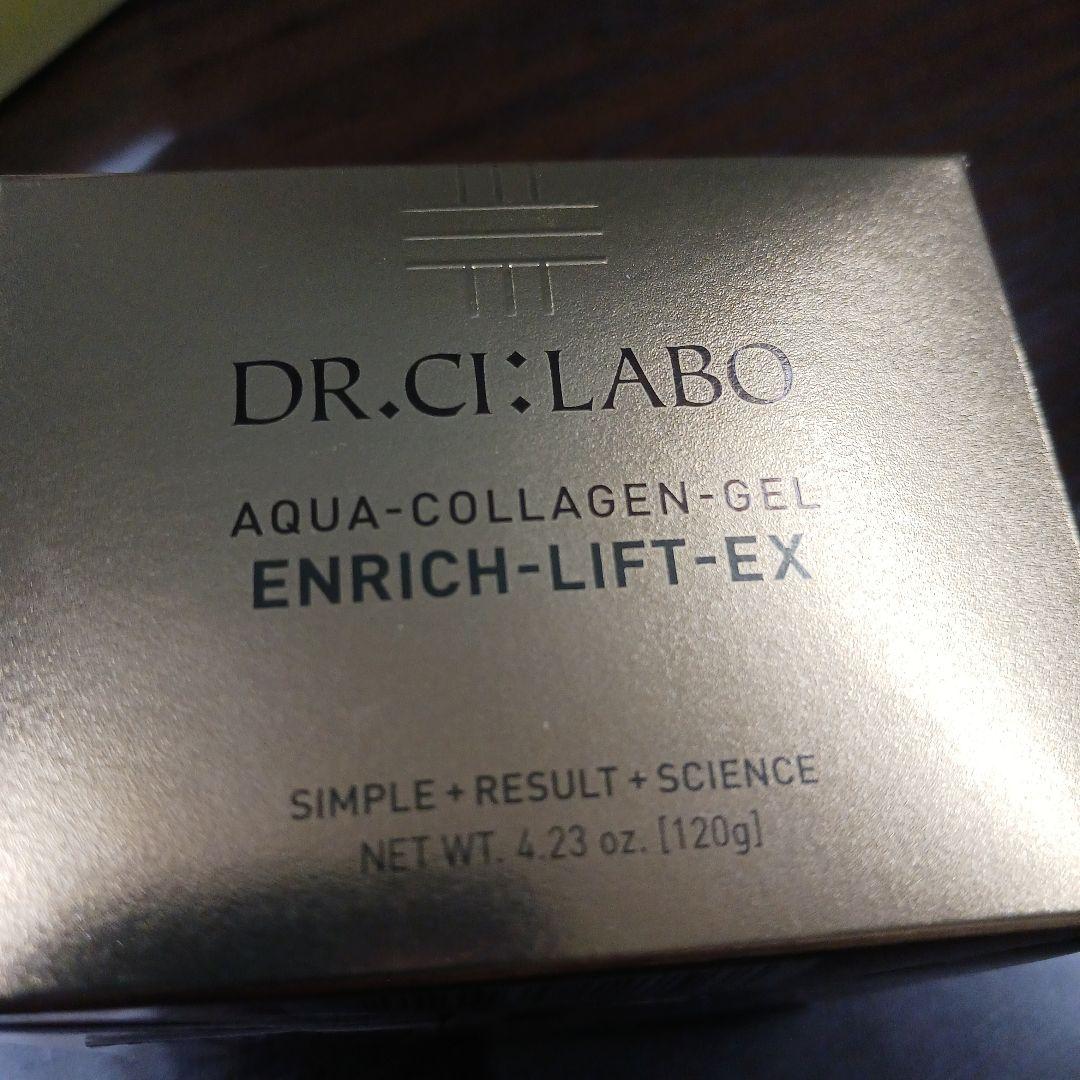 DR.CI:LABO
AQUA-COLLAGEN-GEL
ENRICH-LIFT-EX
SIMPLE+RESULT+SCIENCE
NET WT. 4.23 oz. [120g]